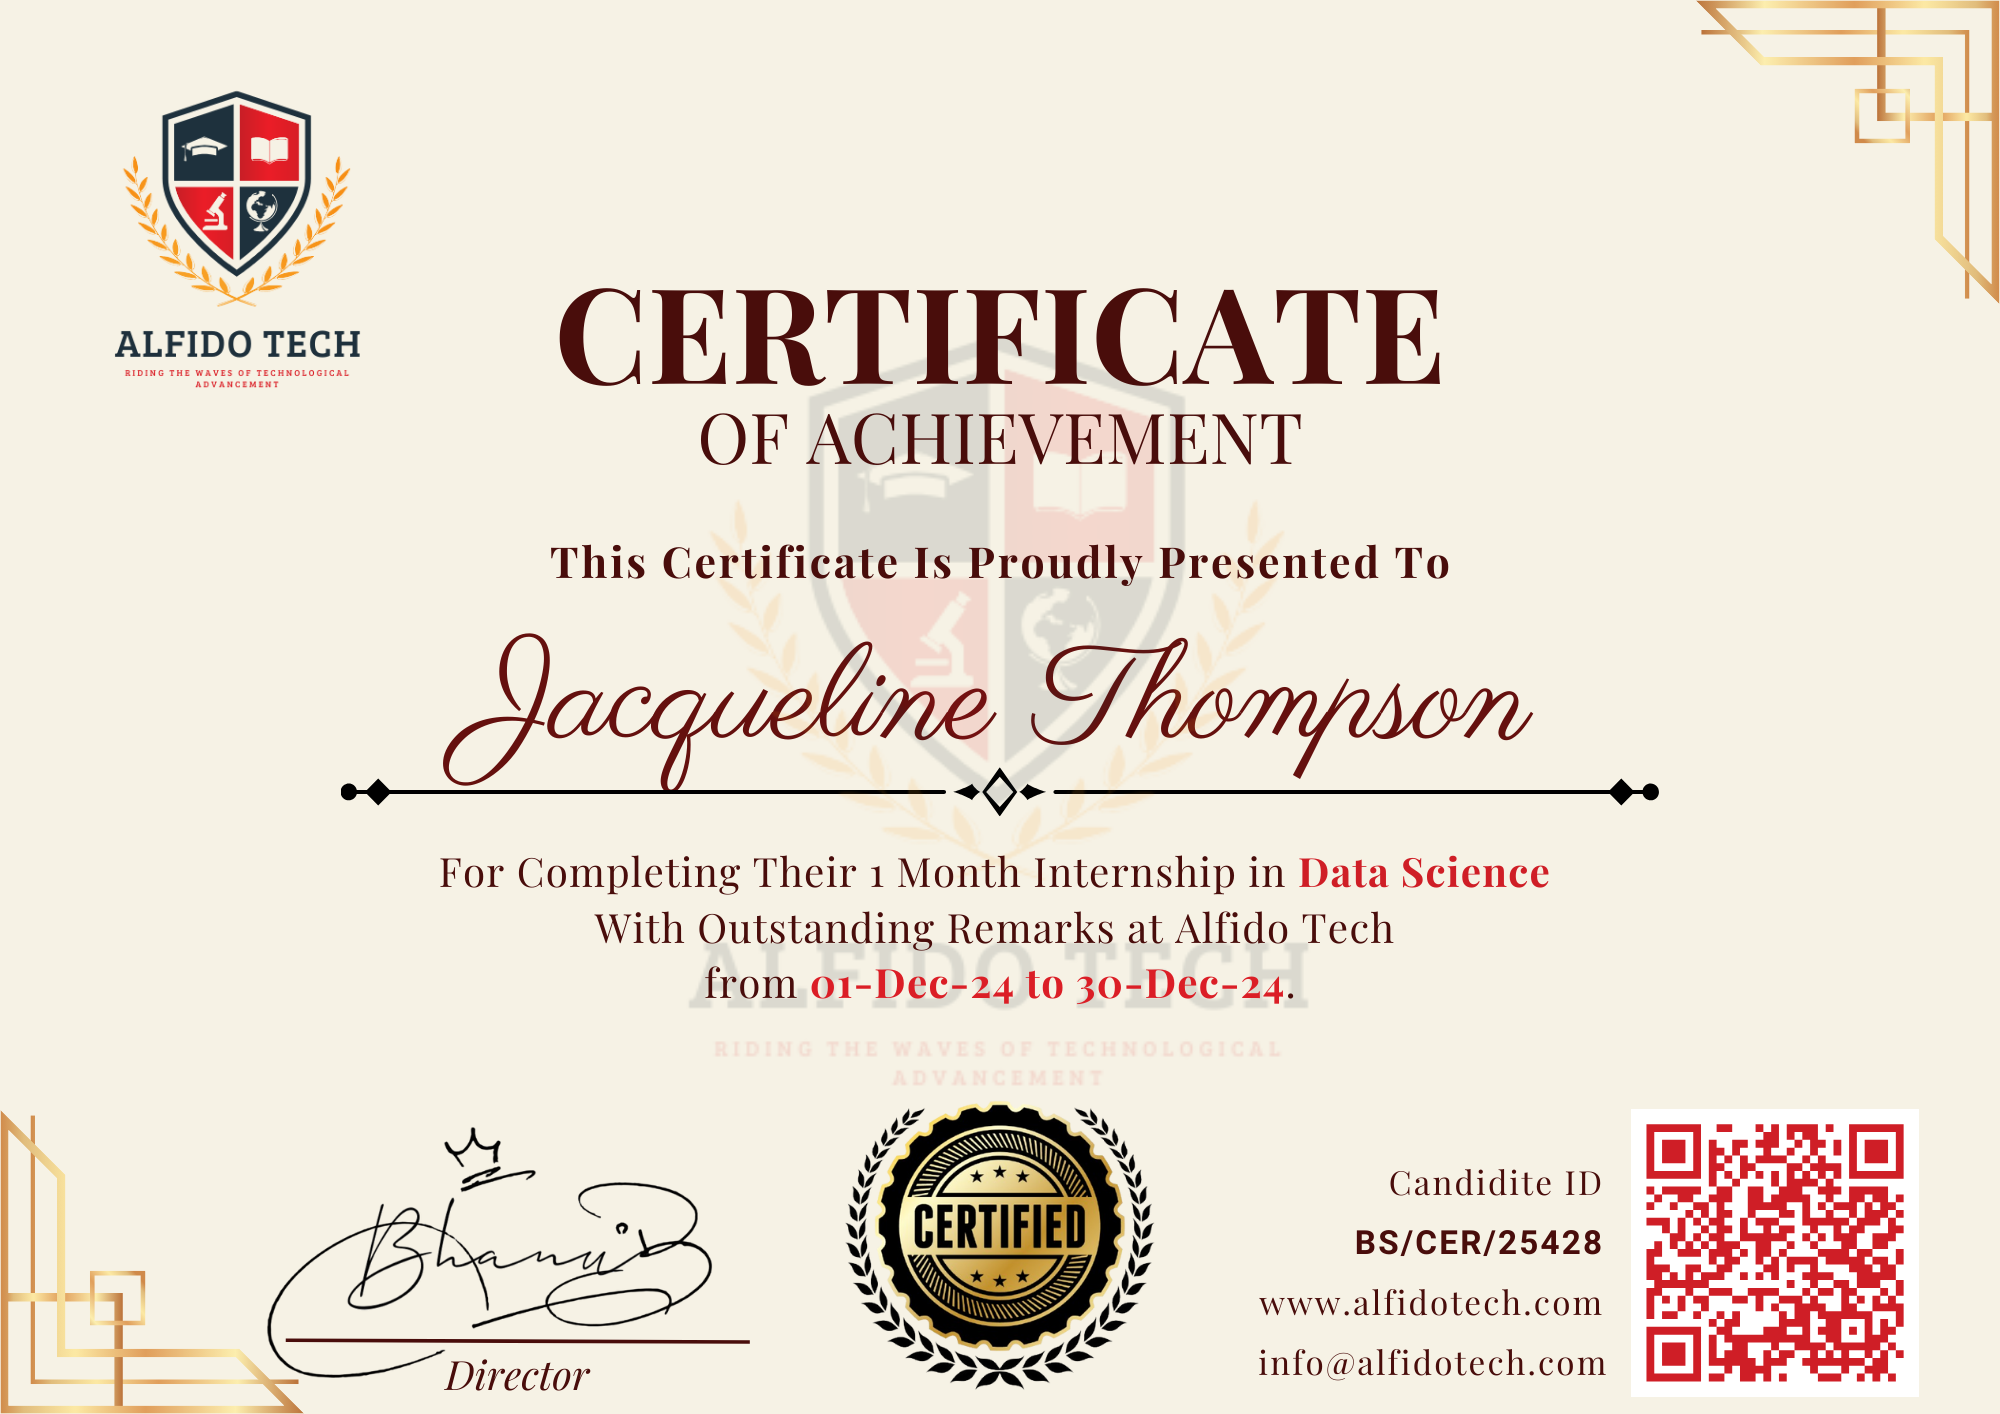 ALFIDO TECH
RIDING THE WAVES OF TECHNOLOGICAL
ADVANCEMENT
CERTIFICATE
OF ACHIEVEMENT
This Certificate Is Proudly Presented To
Jacqueline Thompson
For Completing Their 1 Month Internship in Data Science
With Outstanding Remarks at Alfido Tech
from 01-Dec-24 to 30-Dec-24.
ALFIDO TECH
RIDING THE WAVES OF TECHNOLOGICAL
ADVANCEMENT
Bhanu B
Director
CERTIFIED
Candidite ID
BS/CER/25428
www.alfidotech.com
info@alfidotech.com